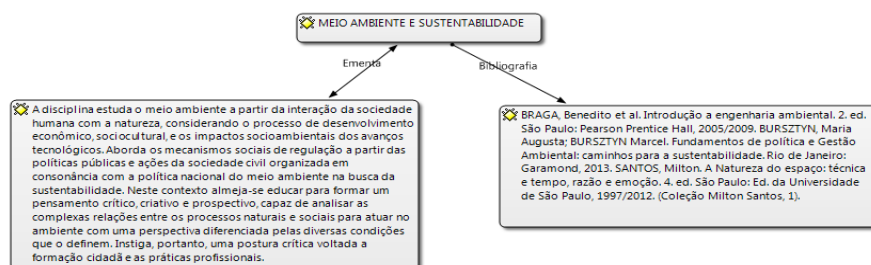 MEIO AMBIENTE E SUSTENTABILIDADE
Ementa
Bibliografia
A disciplina estuda o meio ambiente a partir da interação da sociedade
humana com a natureza, considerando o processo de desenvolvimento
econômico, sociocultural, e os impactos socioambientais dos avanços
tecnológicos. Aborda os mecanismos sociais de regulação a partir das
políticas públicas e ações da sociedade civil organizada em
consonância com a política nacional do meio ambiente na busca da
sustentabilidade. Neste contexto almeja-se educar para formar um
pensamento crítico, criativo e prospectivo, capaz de analisar as
complexas relações entre os processos naturais e sociais para atuar no
ambiente com uma perspectiva diferenciada pelas diversas condições
que o definem. Instiga, portanto, uma postura crítica voltada a
formação cidadã e as práticas profissionais.
BRAGA, Benedito et al. Introdução a engenharia ambiental. 2. ed.
São Paulo: Pearson Prentice Hall, 2005/2009. BURSZTYN, Maria
Augusta; BURSZTYN Marcel. Fundamentos de política e Gestão
Ambiental: caminhos para a sustentabilidade. Rio de Janeiro:
Garamond, 2013. SANTOS, Milton. A Natureza do espaço: técnica
e tempo, razão e emoção. 4. ed. São Paulo: Ed. da Universidade
de São Paulo, 1997/2012. (Coleção Milton Santos, 1).